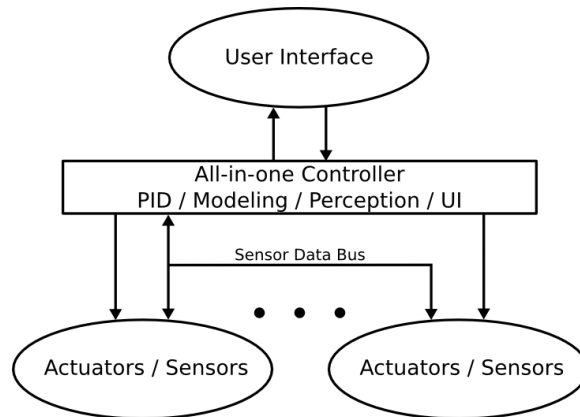 User Interface
All-in-one Controller
PID / Modeling / Perception / UI
Sensor Data Bus
Actuators / Sensors
Actuators / Sensors